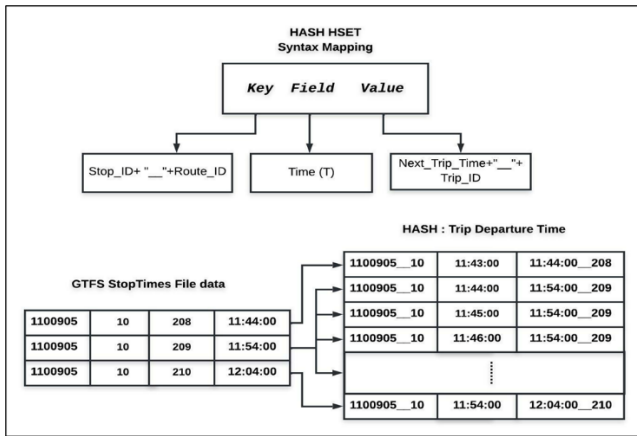 HASH HSET
Syntax Mapping
Key Field Value
Stop_ID+ "__"+Route_ID
Time (T)
Next_Trip_Time+"__"+
Trip_ID
HASH : Trip Departure Time
GTFS StopTimes File data
1100905 10 208 11:44:00
1100905 10 209 11:54:00
1100905 10 210 12:04:00
1100905__10 11:43:00 11:44:00__208
1100905__10 11:44:00 11:54:00__209
1100905__10 11:45:00 11:54:00__209
1100905__10 11:46:00 11:54:00__209
1100905__10 11:54:00 12:04:00__210